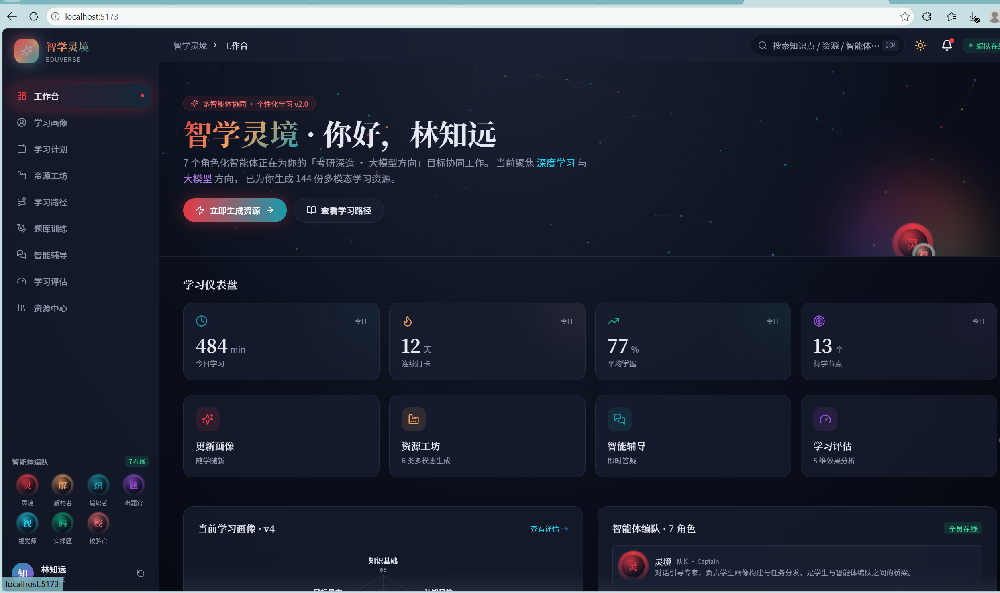 localhost:5173
智学灵境
EDUVERSE
工作台
学习画像
学习计划
资源工坊
学习路径
题库训练
智能辅导
学习评估
资源中心
智能体编队
7 在线
灵 解 织 题
灵境 解构者 编织者 出题官
视 码 校
视觉师 实操匠 校验官
知
林知远
localhost:5173
智学灵境 > 工作台
搜索知识点 / 资源 / 智能体… ⌘K
编队在
多智能体协同 · 个性化学习 v2.0
智学灵境 · 你好， 林知远
7 个角色化智能体正在为你的「考研深造 · 大模型方向」目标协同工作。 当前聚焦 深度学习 与
大模型 方向， 已为你生成 144 份多模态学习资源。
立即生成资源 →
查看学习路径
灵
校
学习仪表盘
今日
484 min
今日学习
今日
12 天
连续打卡
今日
77 %
平均掌握
今日
13 个
待学节点
更新画像
随学随新
资源工坊
6 类多模态生成
智能辅导
即时答疑
学习评估
5 维效果分析
当前学习画像 · v4
查看详情 →
知识基础
65
目标导向
认知风格
智能体编队 · 7 角色
全员在线
灵
灵境 队长 · Captain
对话引导专家，负责学生画像构建与任务分发，是学生与智能体编队之间的桥梁。